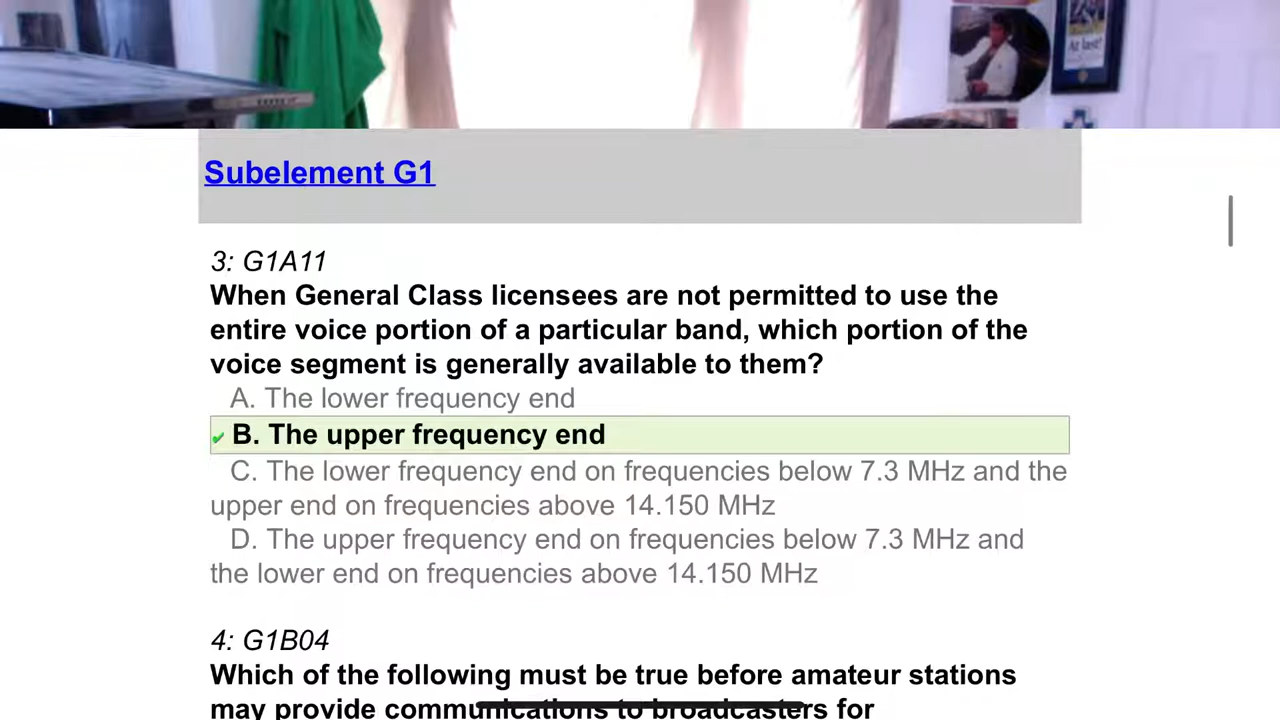 At last!
Subelement G1
3: G1A11
When General Class licensees are not permitted to use the
entire voice portion of a particular band, which portion of the
voice segment is generally available to them?
A. The lower frequency end
✔ B. The upper frequency end
C. The lower frequency end on frequencies below 7.3 MHz and the
upper end on frequencies above 14.150 MHz
D. The upper frequency end on frequencies below 7.3 MHz and
the lower end on frequencies above 14.150 MHz
4: G1B04
Which of the following must be true before amateur stations
may provide communications to broadcasters for